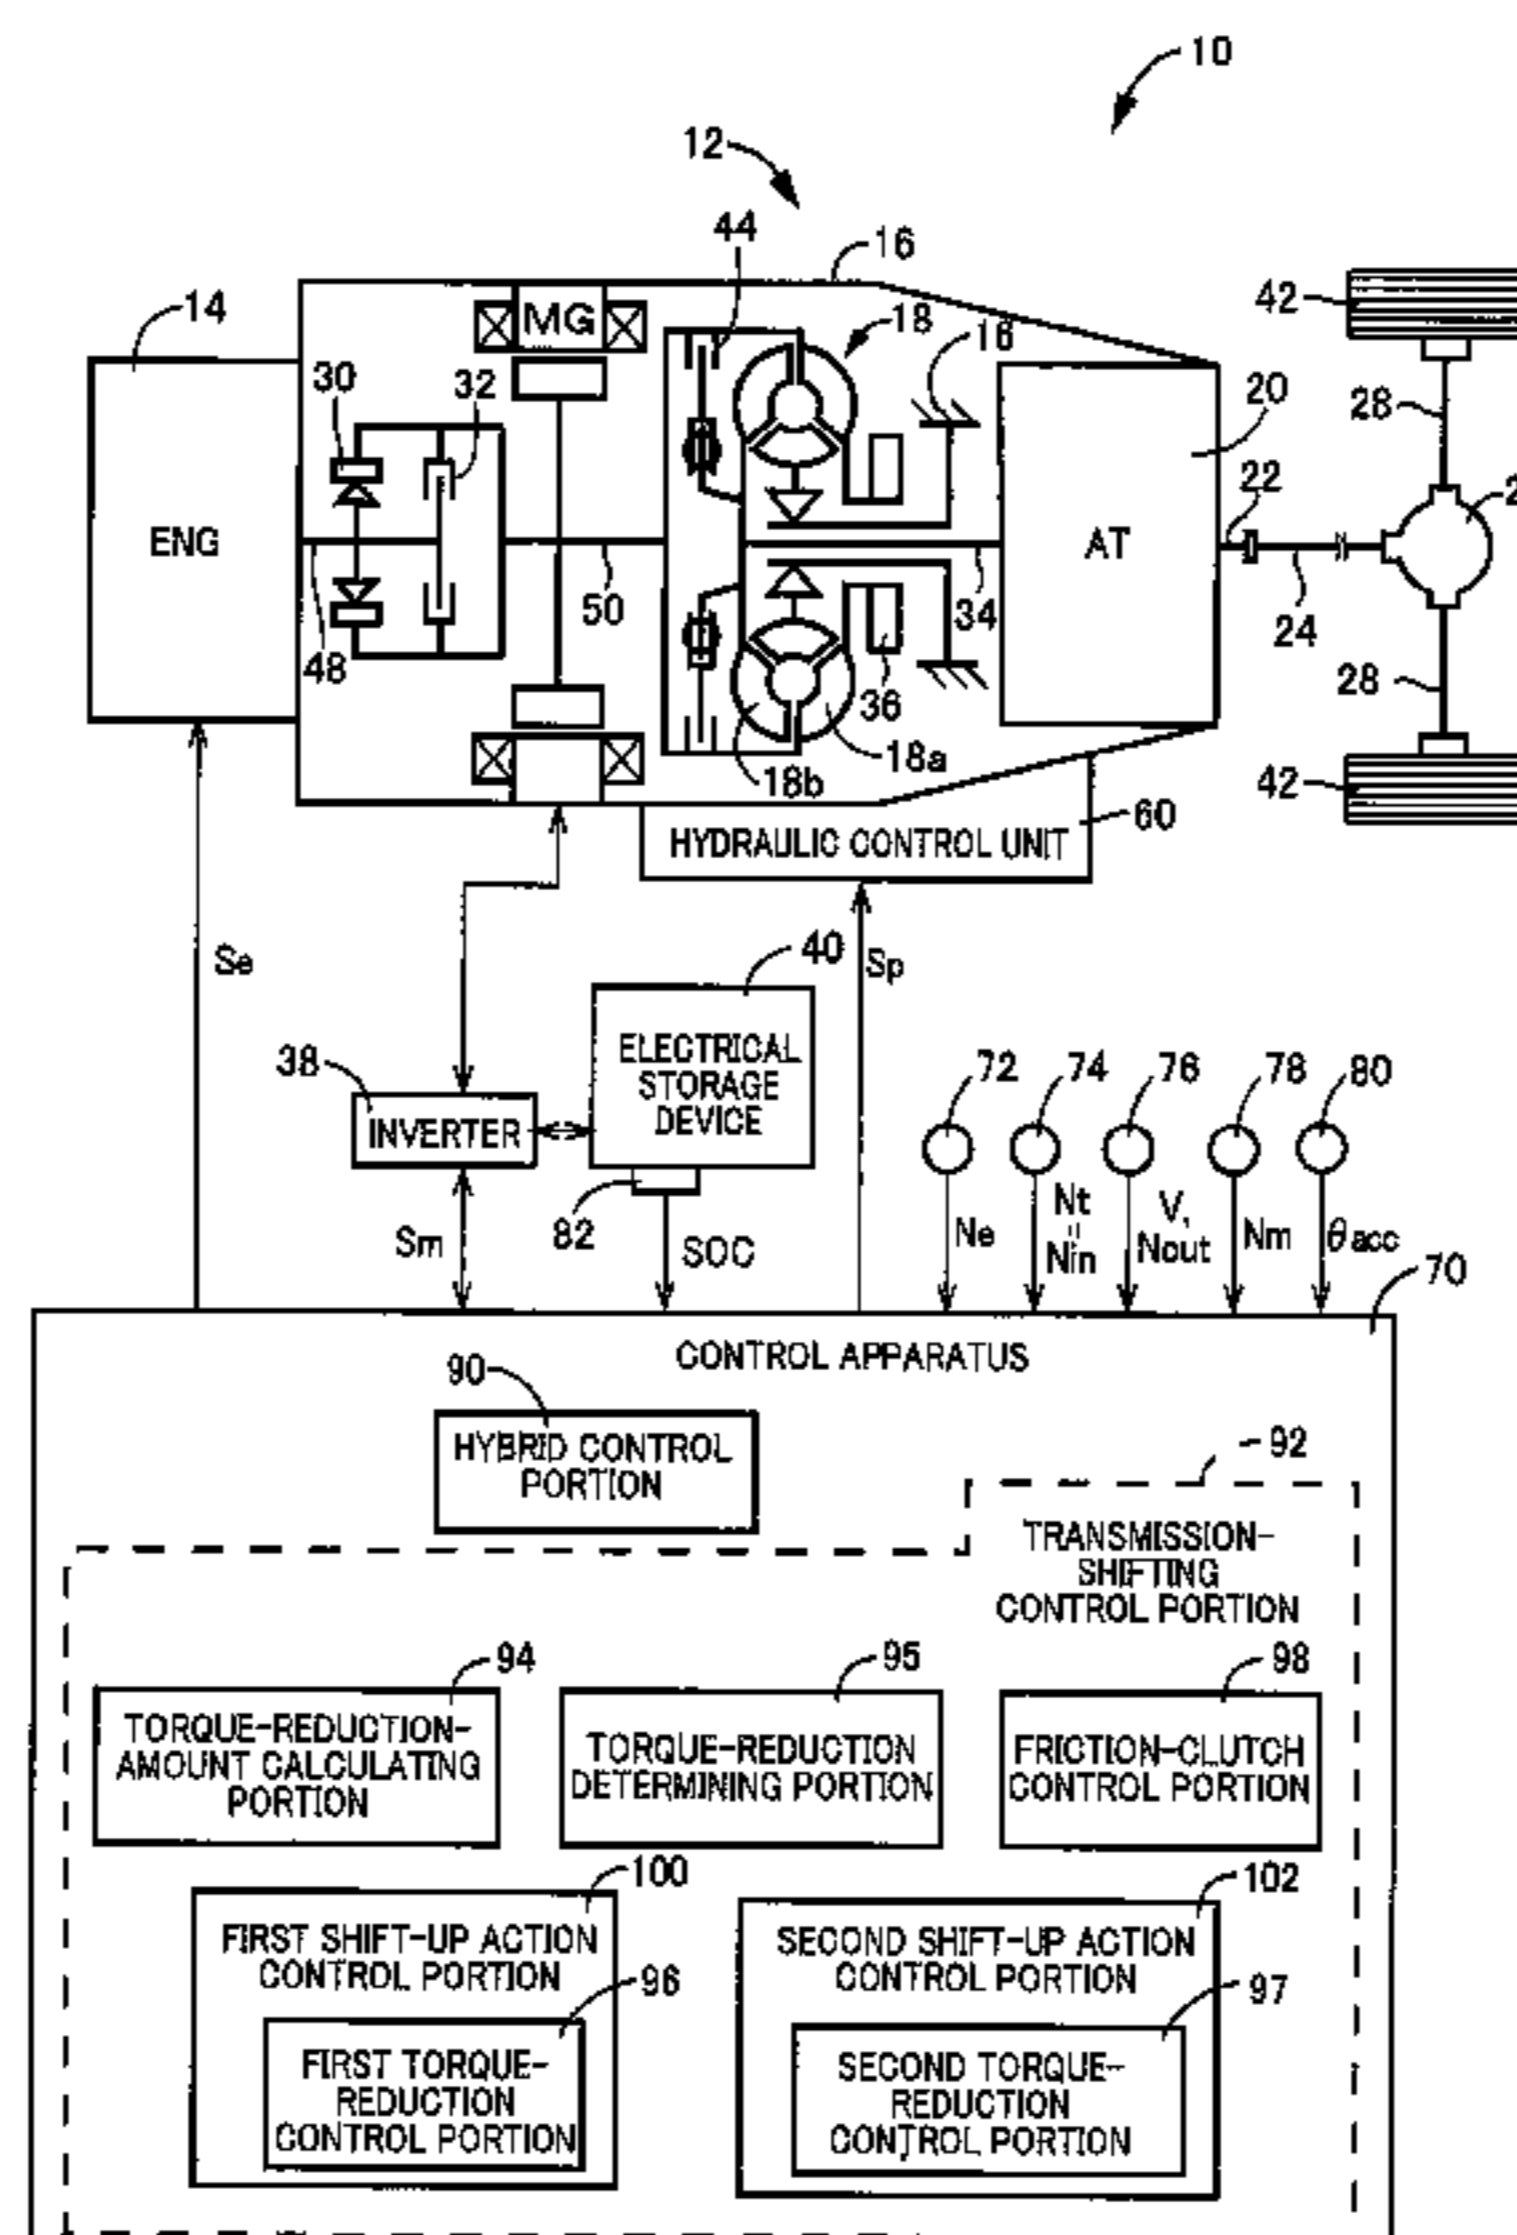 10
12
44
16
14
MG
18
16
42
30
32
20
28
22
ENG
AT
50
34
24
48
36
28
18b
18a
42
60
HYDRAULIC CONTROL UNIT
Se
40
Sp
38
ELECTRICAL
STORAGE
DEVICE
72
74
76
78
80
INVERTER
82
Sm
SOC
Ne
Nt
"
Nin
V,
Nout
Nm
θacc
70
CONTROL APPARATUS
90
HYBRID CONTROL
PORTION
92
TRANSMISSION-
SHIFTING
CONTROL PORTION
94
95
98
TORQUE-REDUCTION-
AMOUNT CALCULATING
PORTION
TORQUE-REDUCTION
DETERMINING PORTION
FRICTION-CLUTCH
CONTROL PORTION
100
102
FIRST SHIFT-UP ACTION
CONTROL PORTION
96
SECOND SHIFT-UP ACTION
CONTROL PORTION
97
FIRST TORQUE-
REDUCTION
CONTROL PORTION
SECOND TORQUE-
REDUCTION
CONTROL PORTION